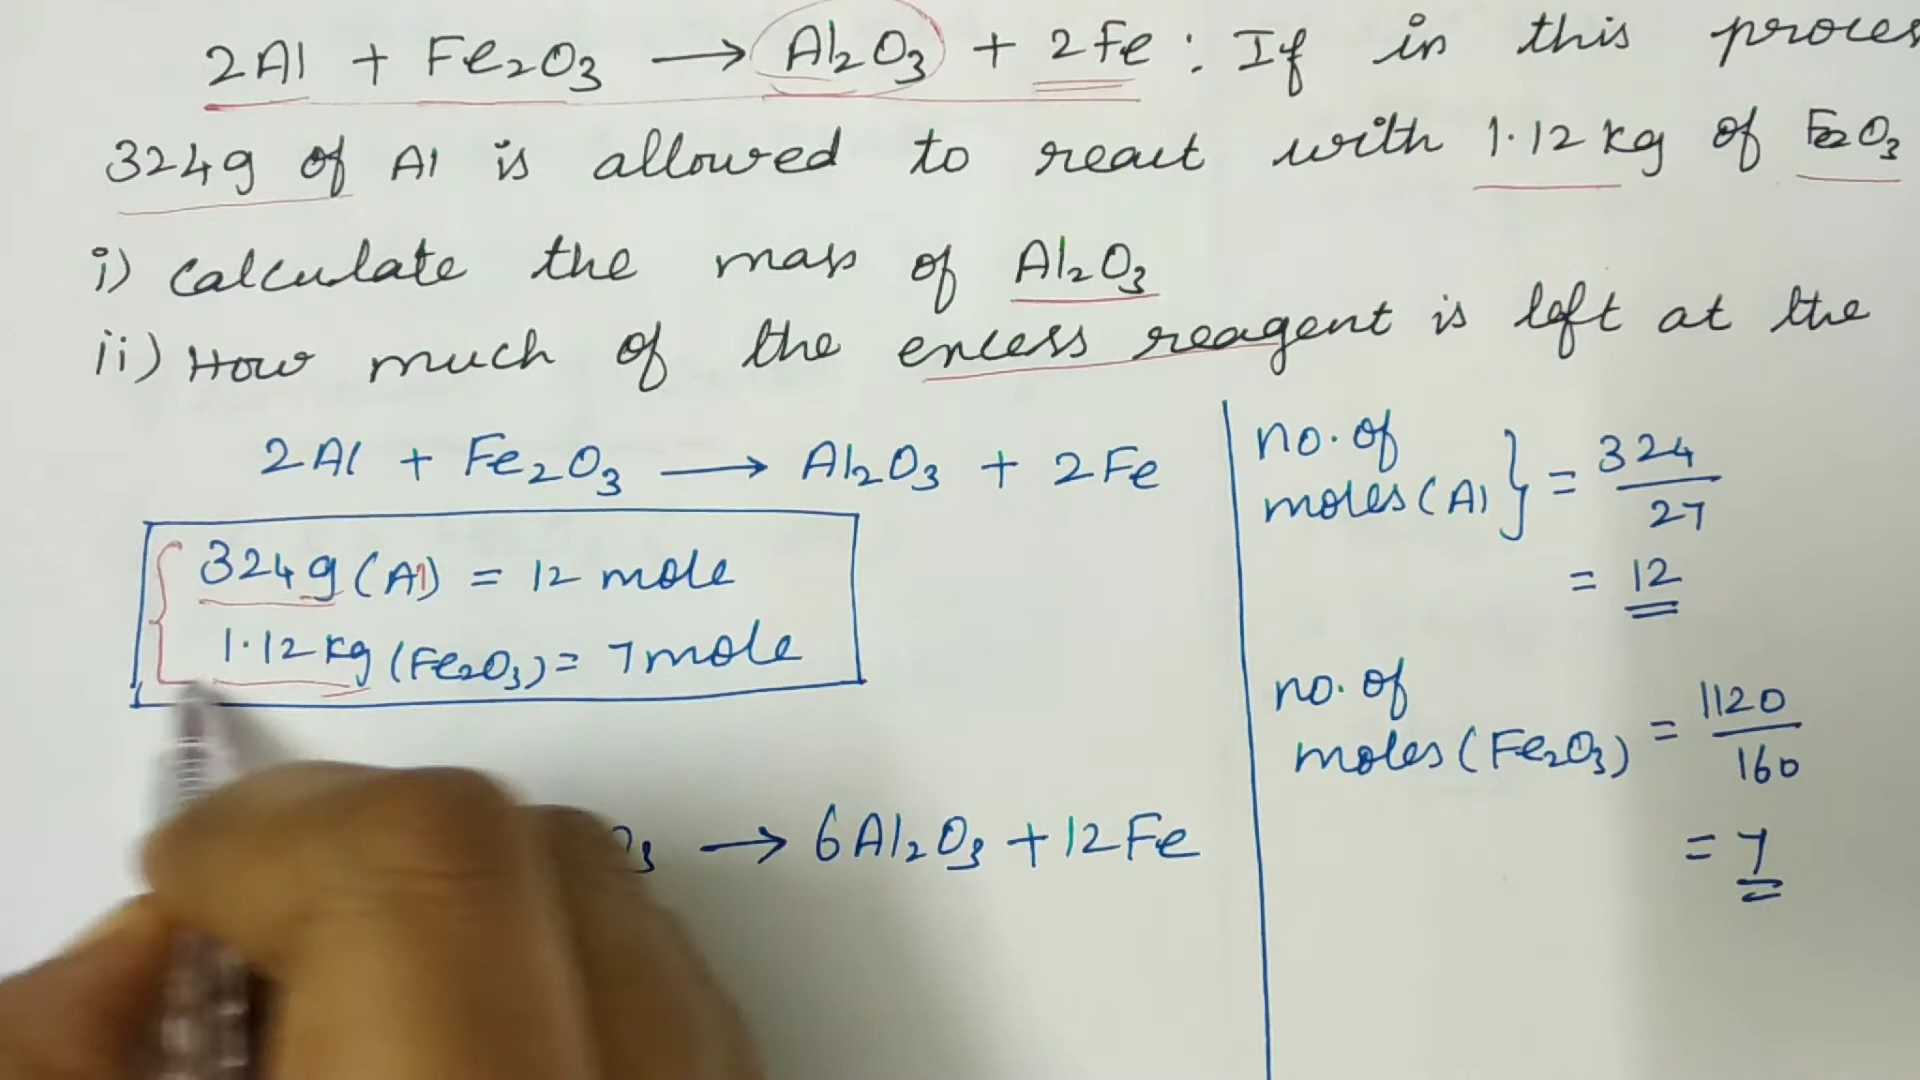 2Al + Fe₂O₃ → Al₂O₃ + 2Fe : If in this proces
324g of Al is allowed to react with 1.12 kg of Fe₂O₃
i) Calculate the mass of Al₂O₃
ii) How much of the excess reagent is left at the
2Al + Fe₂O₃ → Al₂O₃ + 2Fe
324g (Al) = 12 mole
1.12 kg (Fe₂O₃) = 7 mole
O₃ → 6Al₂O₃ + 12Fe
no. of
moles (Al } = 324/27
= 12
no. of
moles (Fe₂O₃) = 1120/160
= 7